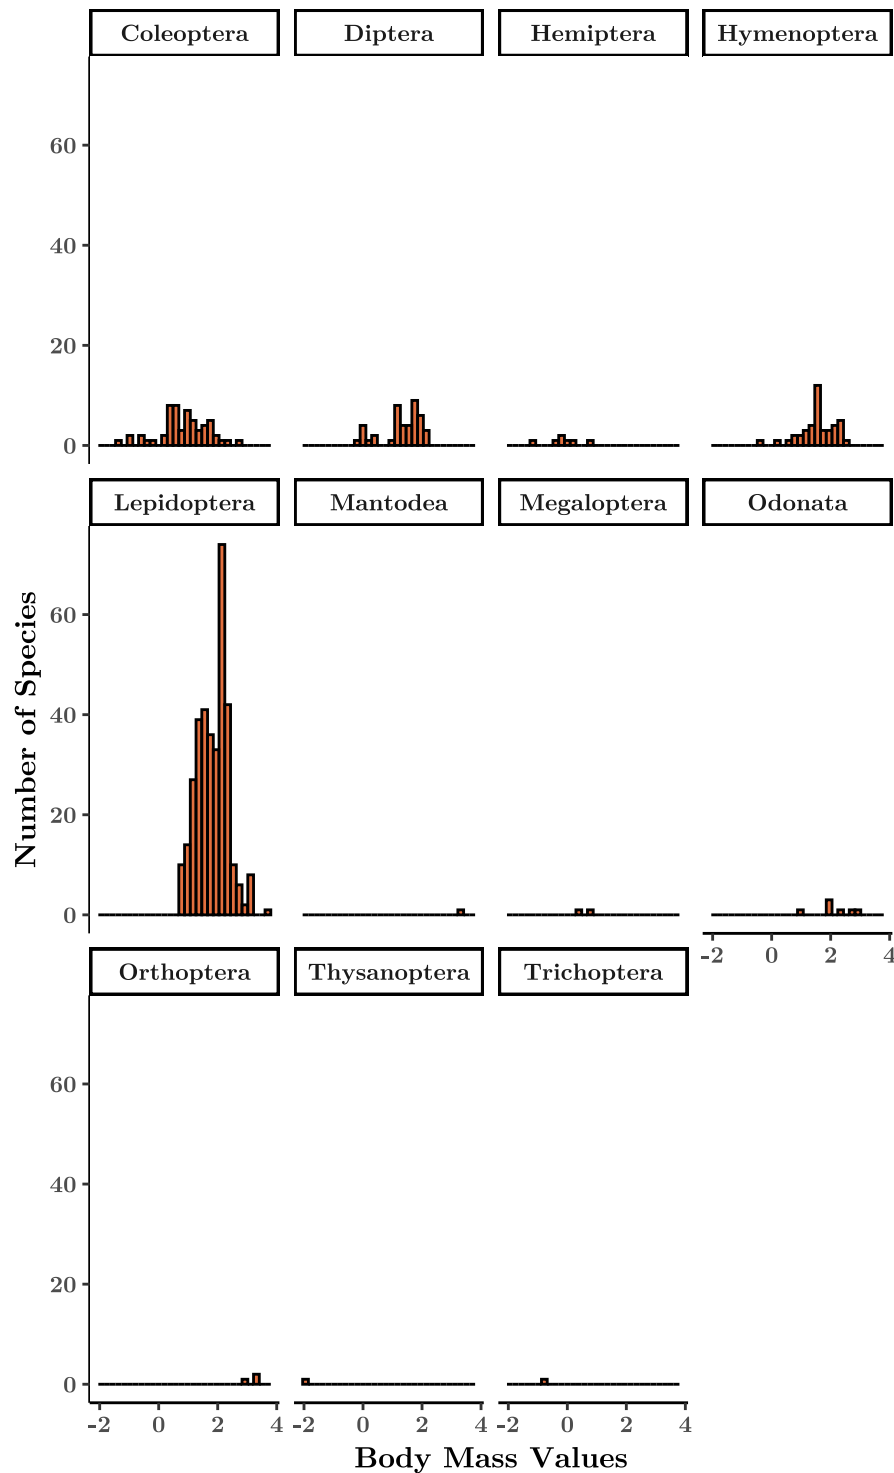 Coleoptera Diptera Hemiptera Hymenoptera
60
40
20
0
Lepidoptera Mantodea Megaloptera Odonata
60
40
20
0
-2 0 2 4
Number of Species
Orthoptera Thysanoptera Trichoptera
60
40
20
0
-2 0 2 4 -2 0 2 4 -2 0 2 4
Body Mass Values